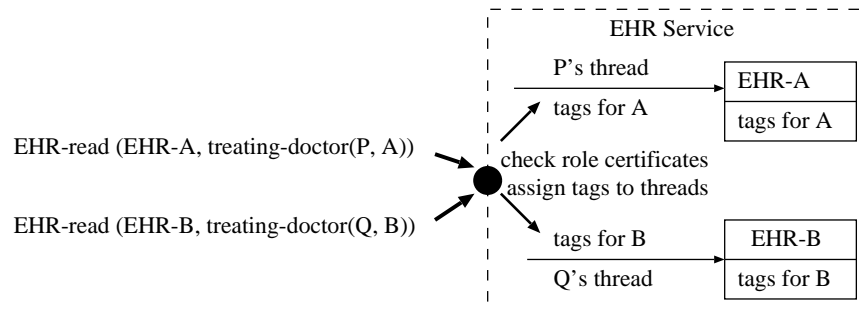 EHR Service
P's thread
tags for A
EHR-A
tags for A
EHR-read (EHR-A, treating-doctor(P, A))
check role certificates
assign tags to threads
EHR-read (EHR-B, treating-doctor(Q, B))
tags for B
Q's thread
EHR-B
tags for B